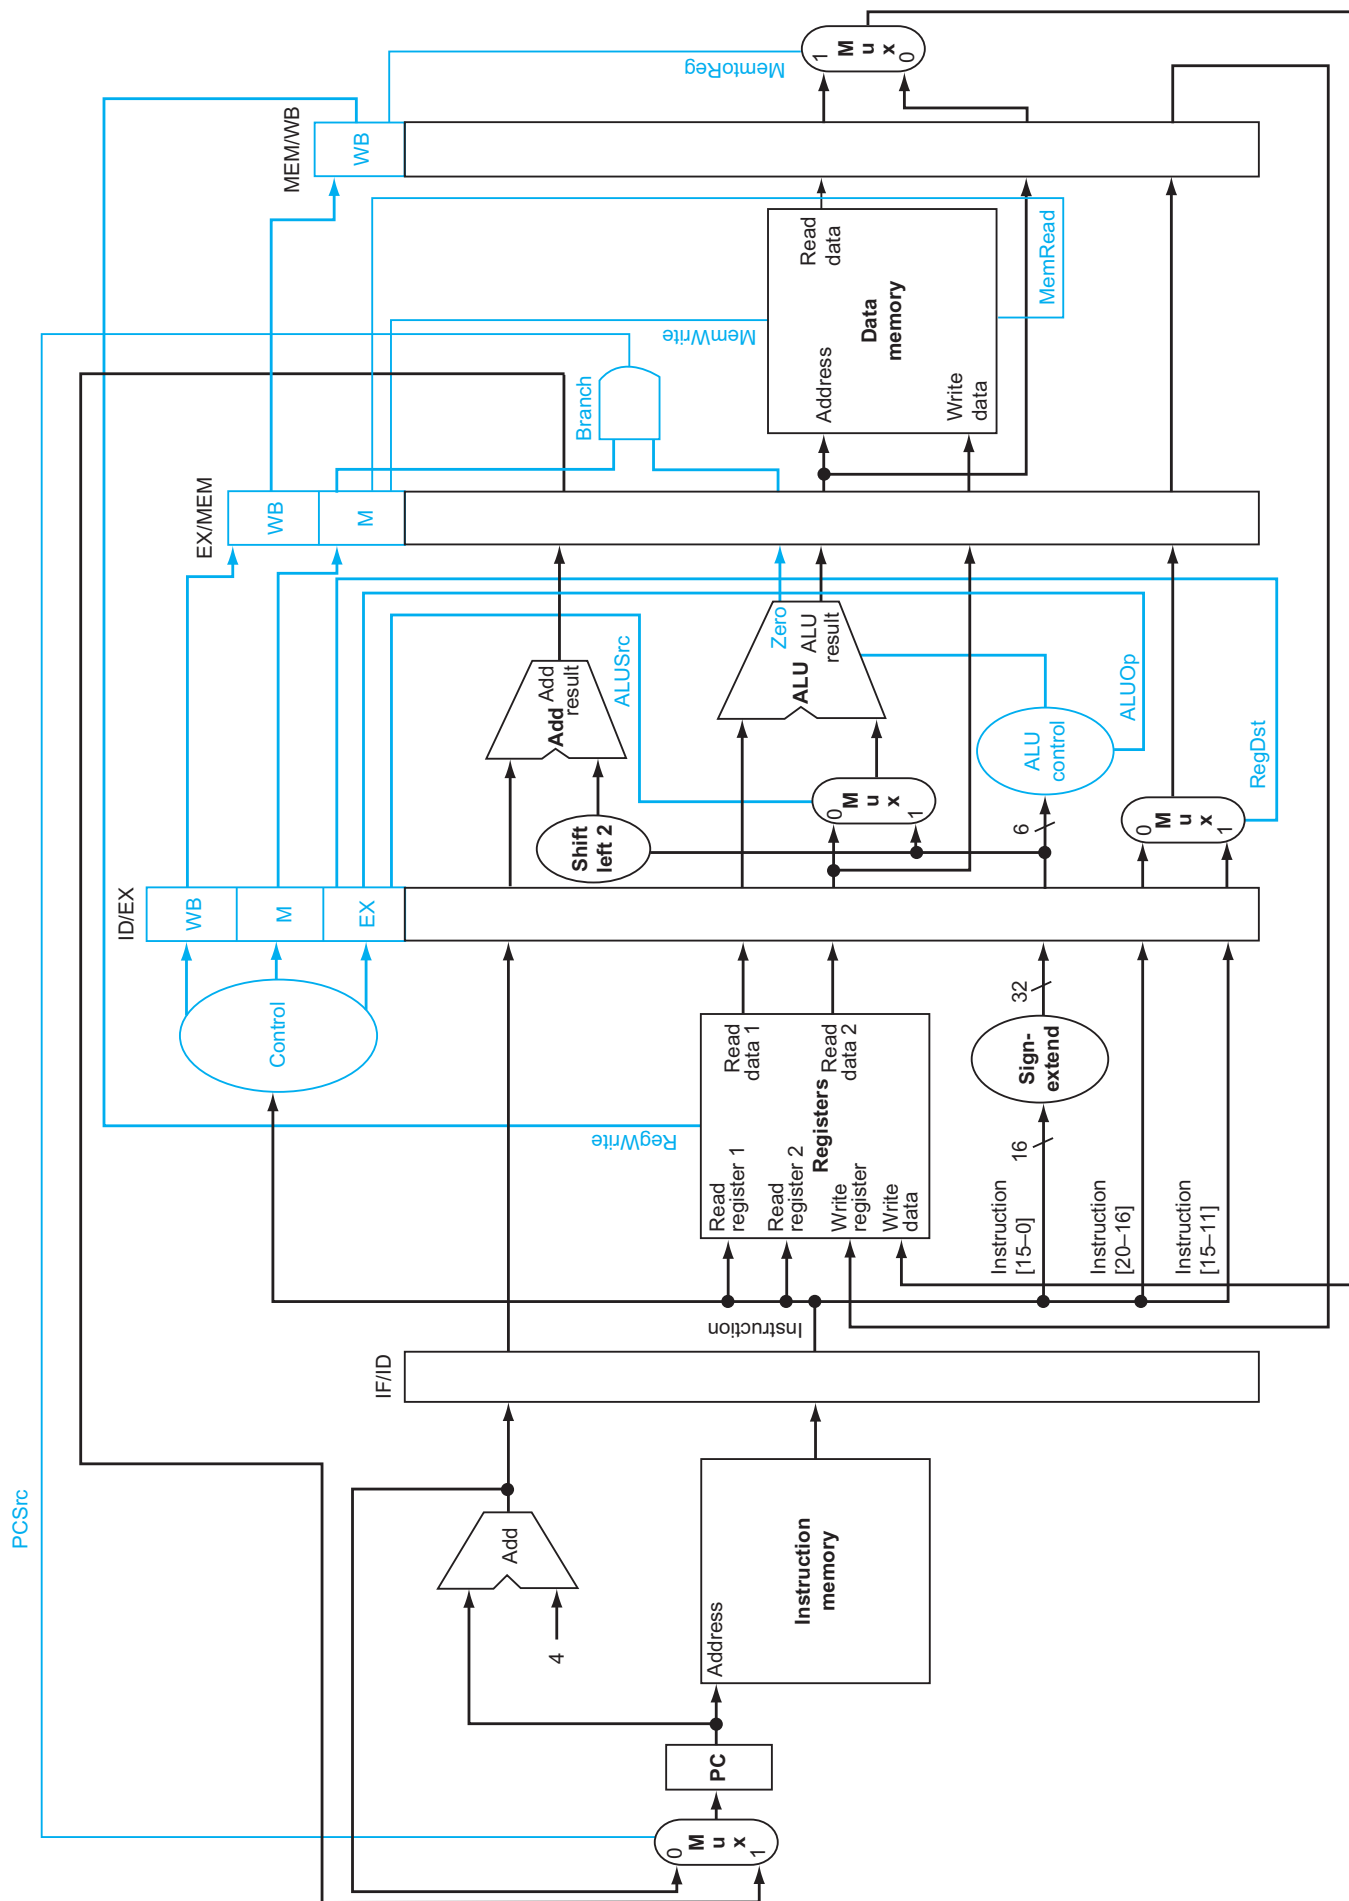 PCSrc
0
M
u
x
1
PC
4
Add
Address
Instruction
memory
IF/ID
Instruction
RegWrite
Control
Read
register 1
Read
register 2
Write
register
Write
data
Registers
Read
data 1
Read
data 2
Instruction
[15–0]
16
Sign-
extend
32
Instruction
[20–16]
Instruction
[15–11]
ID/EX
WB
M
EX
Shift
left 2
Add
Add
result
ALUSrc
0
M
u
x
1
ALU
Zero
ALU
result
6
ALU
control
ALUOp
0
M
u
x
1
RegDst
EX/MEM
WB
M
Branch
MemWrite
Address
Write
data
Data
memory
Read
data
MemRead
MEM/WB
WB
MemtoReg
1
M
u
x
0